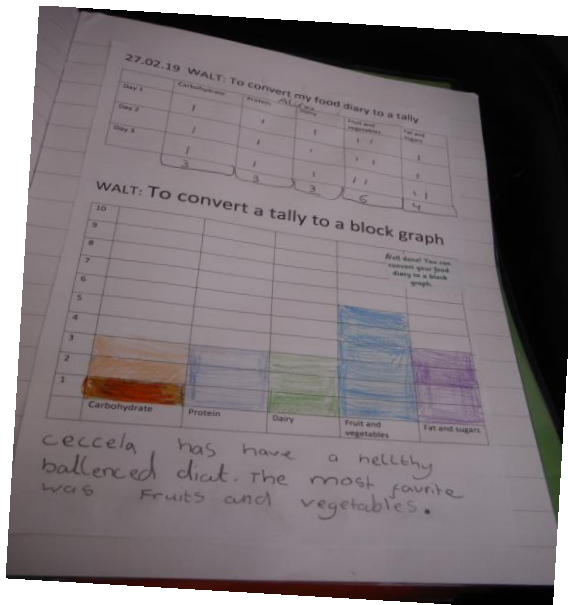 27.02.19 WALT: To convert my food diary to a tally
Carbohydrate Protein Dairy Fruit and vegetables Fat and sugars
Day 1 I I I I I I
Day 2 I I I I I I
Day 3 I I I I I I I
3 3 3 6 4
WALT: To convert a tally to a block graph
10
9
8
7
6
5
4
3
2
1
Well done! You can
convert your food
diary to a block
graph.
Carbohydrate Protein Dairy Fruit and vegetables Fat and sugars
ceccela has have a hellthy
ballenced diat. The most favrite
was Fruits and vegetables.